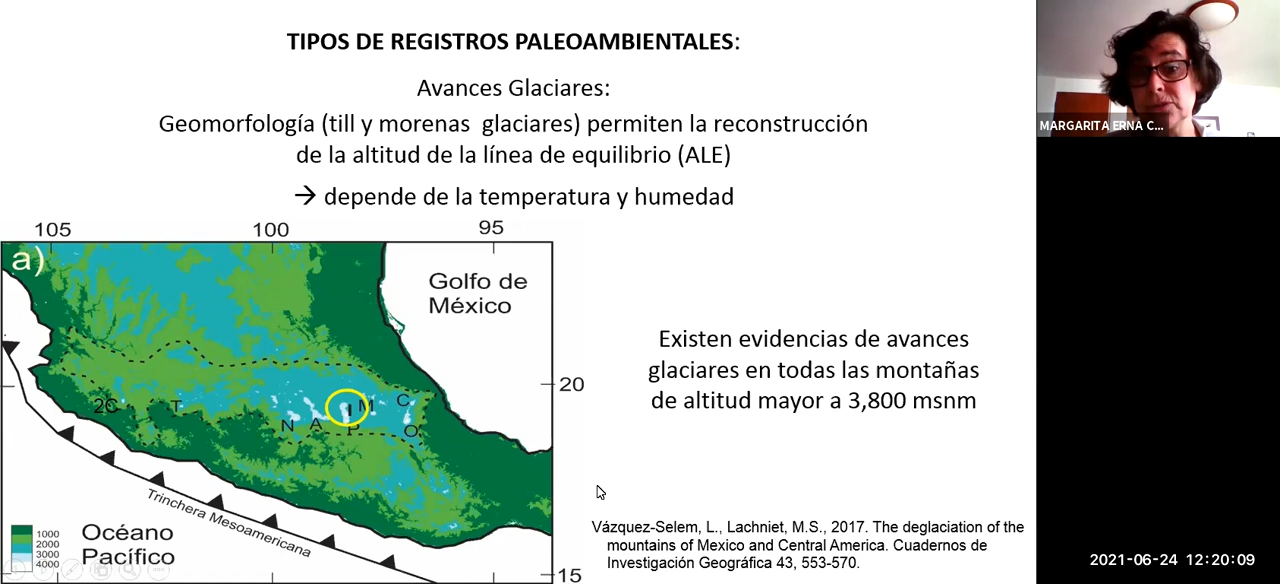 TIPOS DE REGISTROS PALEOAMBIENTALES:
Avances Glaciares:
Geomorfología (till y morenas glaciares) permiten la reconstrucción
de la altitud de la línea de equilibrio (ALE)
→ depende de la temperatura y humedad
MARGARITA ERNA C...
105 100 95
a)
Golfo de
México
20
2C T N A I P M C O
Existen evidencias de avances
glaciares en todas las montañas
de altitud mayor a 3,800 msnm
Trinchera Mesoamericana
Océano
Pacífico
1000
2000
3000
4000
15
Vázquez-Selem, L., Lachniet, M.S., 2017. The deglaciation of the
mountains of Mexico and Central America. Cuadernos de
Investigación Geográfica 43, 553-570.
2021-06-24 12:20:09